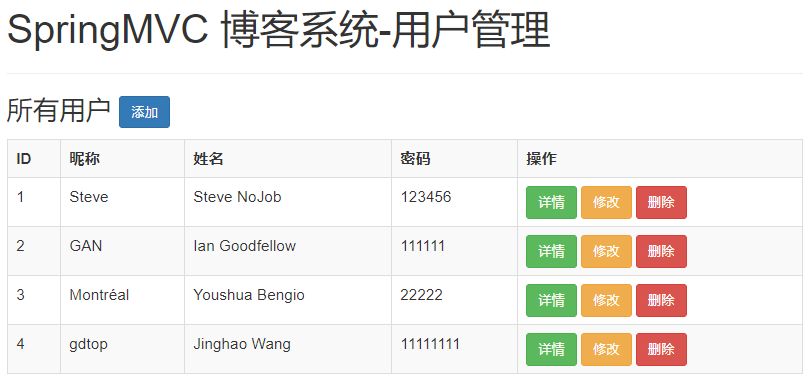 SpringMVC 博客系统-用户管理
所有用户 添加
ID 昵称 姓名 密码 操作
1 Steve Steve NoJob 123456 详情 修改 删除
2 GAN Ian Goodfellow 111111 详情 修改 删除
3 Montréal Youshua Bengio 22222 详情 修改 删除
4 gdtop Jinghao Wang 11111111 详情 修改 删除